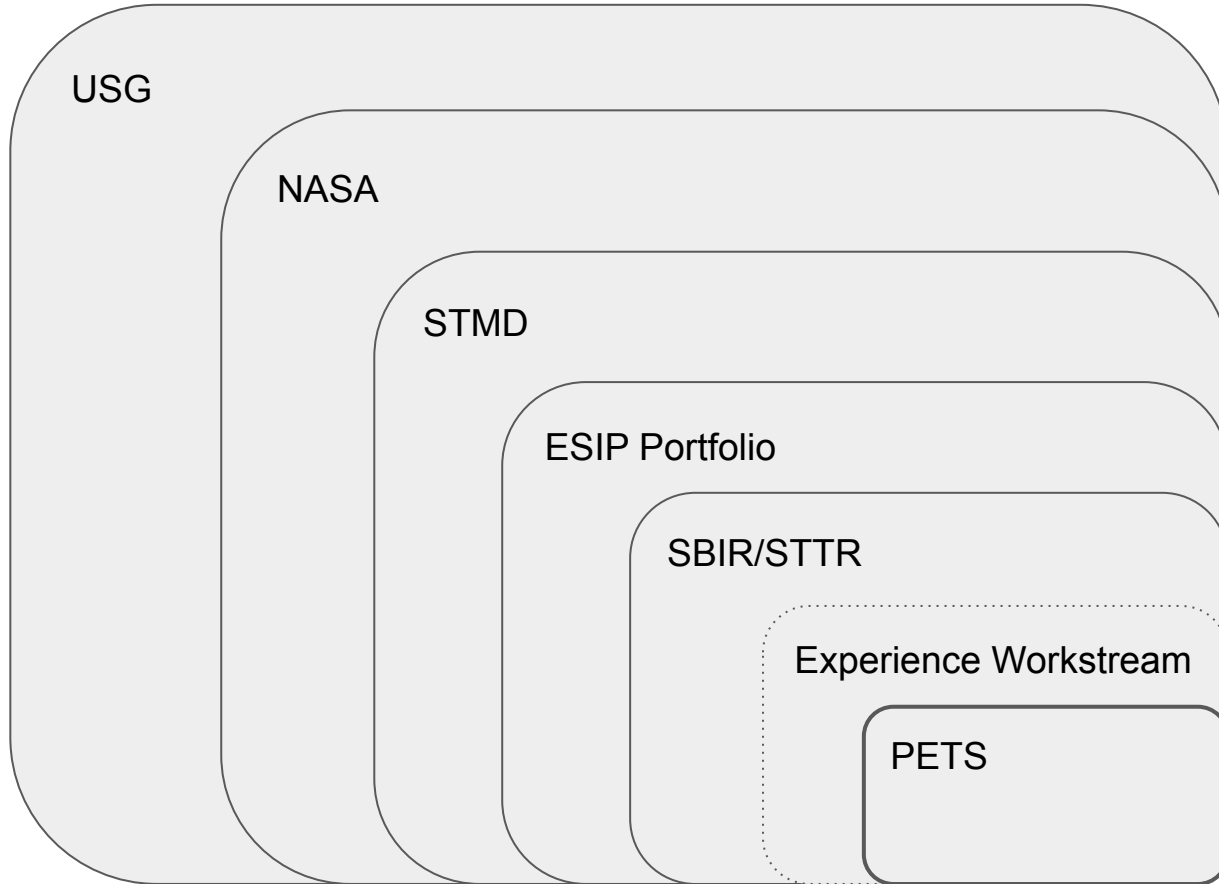 USG
NASA
STMD
ESIP Portfolio
SBIR/STTR
Experience Workstream
PETS